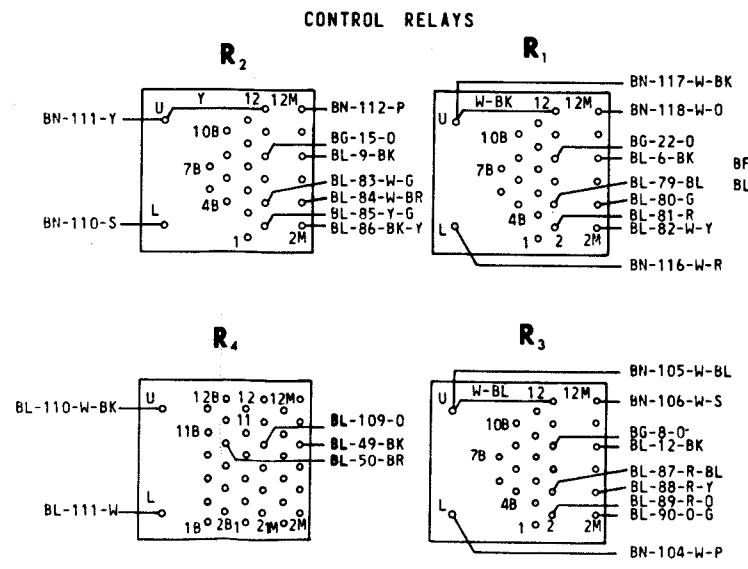 CONTROL RELAYS
R2
U
Y
12
12M
BN-111-Y
BN-112-P
10B
BG-15-O
BL-9-BK
7B
BL-83-W-G
4B
BL-84-W-BR
BL-85-Y-G
BL-86-BK-Y
L
BN-110-S
1
2M
R1
BN-117-W-BK
U
W-BK
12
12M
BN-118-W-O
10B
BG-22-O
BL-6-BK
7B
BL-79-BL
BL-80-G
4B
BL-81-R
BL-82-W-Y
L
1
2
2M
BN-116-W-R
BF
BL
R4
U
12B
12
12M
BL-110-W-BK
11
11B
BL-109-O
BL-49-BK
BL-50-BR
L
BL-111-W
1B
2B
1
2
1M
2M
R3
BN-105-W-BL
U
W-BL
12
12M
BN-106-W-S
10B
BG-8-O
BL-12-BK
7B
BL-87-R-BL
BL-88-R-Y
4B
BL-89-R-O
BL-90-O-G
L
1
2
2M
BN-104-W-P